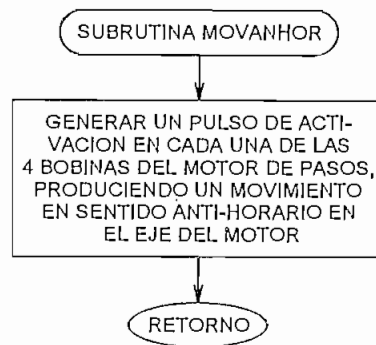 SUBRUTINA MOVANHOR
GENERAR UN PULSO DE ACTI-
VACION EN CADA UNA DE LAS
4 BOBINAS DEL MOTOR DE PASOS,
PRODUCIENDO UN MOVIMIENTO
EN SENTIDO ANTI-HORARIO EN
EL EJE DEL MOTOR
RETORNO